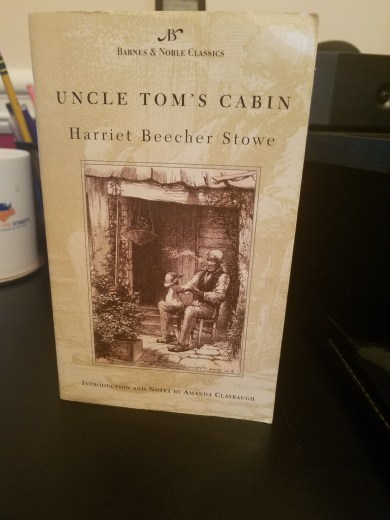 B
BARNES & NOBLE CLASSICS
UNCLE TOM'S CABIN
Harriet Beecher Stowe
INTRODUCTION AND NOTES BY AMANDA CLAYBAUGH